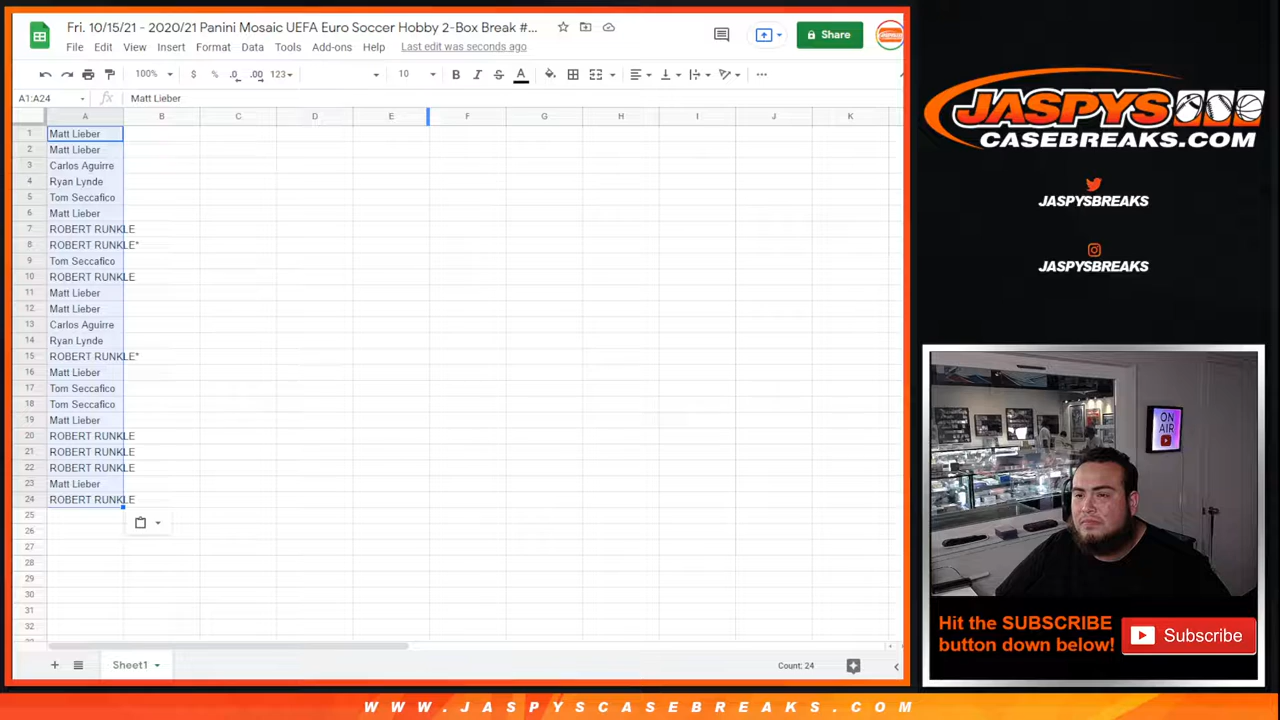 Fri. 10/15/21 - 2020/21 Panini Mosaic UEFA Euro Soccer Hobby 2-Box Break #...
File Edit View Insert Format Data Tools Add-ons Help Last edit was seconds ago
Share
100% $ % .0 .00 123 10 B I S A
A1:A24 fx Matt Lieber
A B C D E F G H I J K
1 Matt Lieber
2 Matt Lieber
3 Carlos Aguirre
4 Ryan Lynde
5 Tom Seccafico
6 Matt Lieber
7 ROBERT RUNKLE
8 ROBERT RUNKLE*
9 Tom Seccafico
10 ROBERT RUNKLE
11 Matt Lieber
12 Matt Lieber
13 Carlos Aguirre
14 Ryan Lynde
15 ROBERT RUNKLE*
16 Matt Lieber
17 Tom Seccafico
18 Tom Seccafico
19 Matt Lieber
20 ROBERT RUNKLE
21 ROBERT RUNKLE
22 ROBERT RUNKLE
23 Matt Lieber
24 ROBERT RUNKLE
25
26
27
28
29
30
31
32
Sheet1
Count: 24
JASPYS
CASEBREAKS.COM
JASPYSBREAKS
JASPYSBREAKS
ON
AIR
Hit the SUBSCRIBE
button down below!
Subscribe
WWW.JASPYSCASEBREAKS.COM